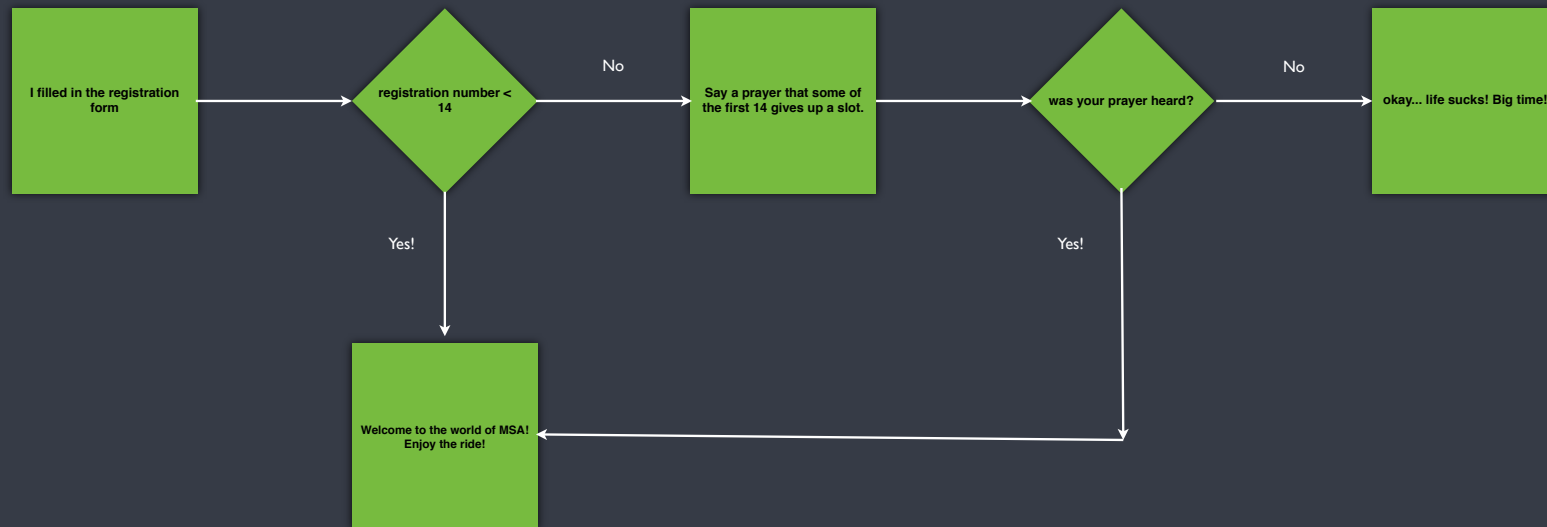 I filled in the registration
form
registration number <
14
No
Say a prayer that some of
the first 14 gives up a slot.
was your prayer heard?
No
okay... life sucks! Big time!
Yes!
Yes!
Welcome to the world of MSA!
Enjoy the ride!